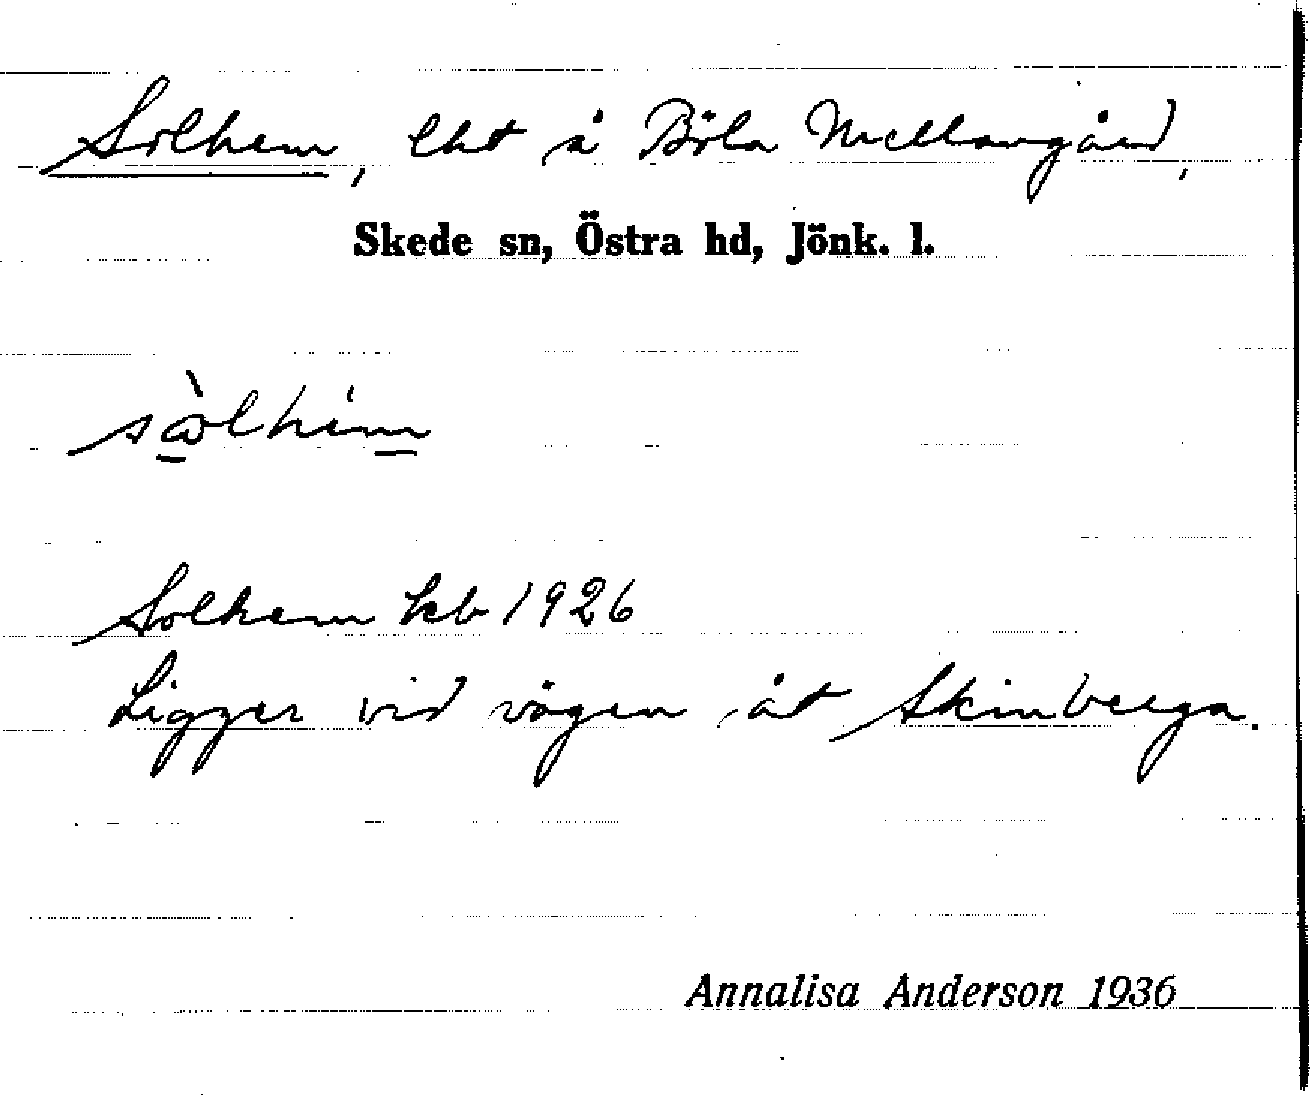 Solhem, lht å Böla Mellangård,
Skede sn, Östra hd, Jönk. l.
Solhem kb 1926
Ligger vid vägen åt Skinberga.
Annalisa Anderson 1936